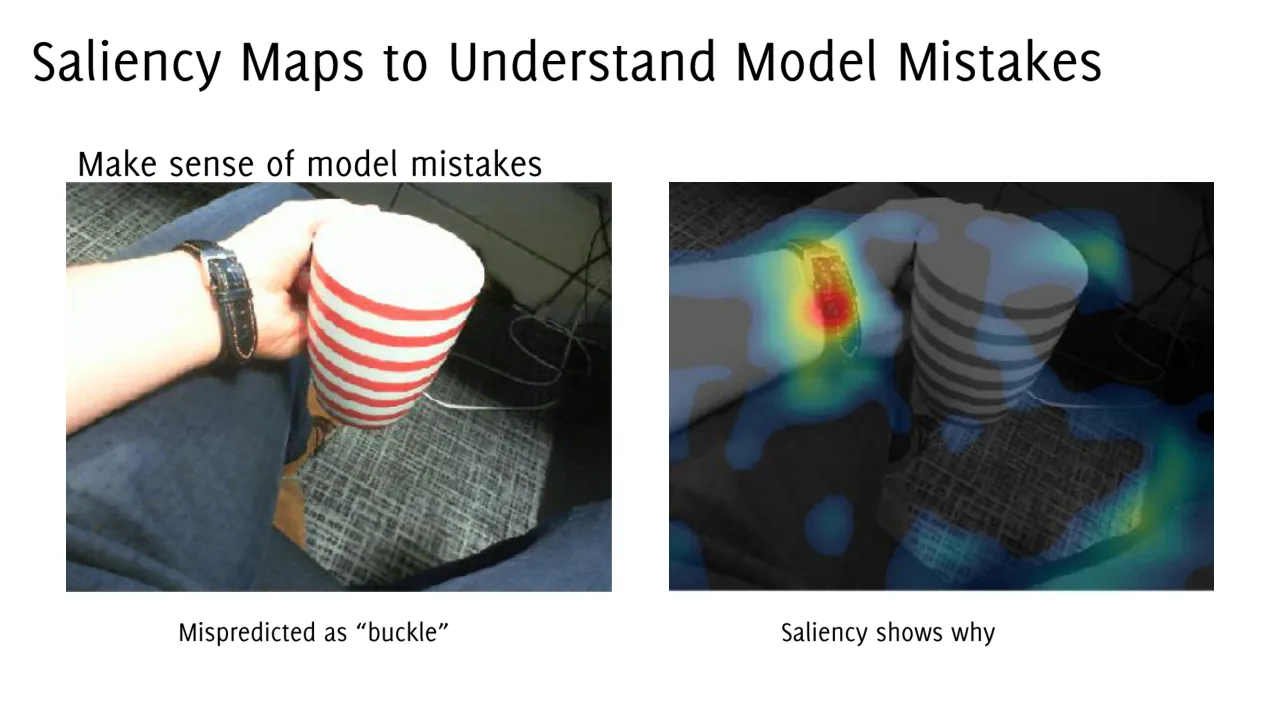 Saliency Maps to Understand Model Mistakes
Make sense of model mistakes
Mispredicted as “buckle”
Saliency shows why